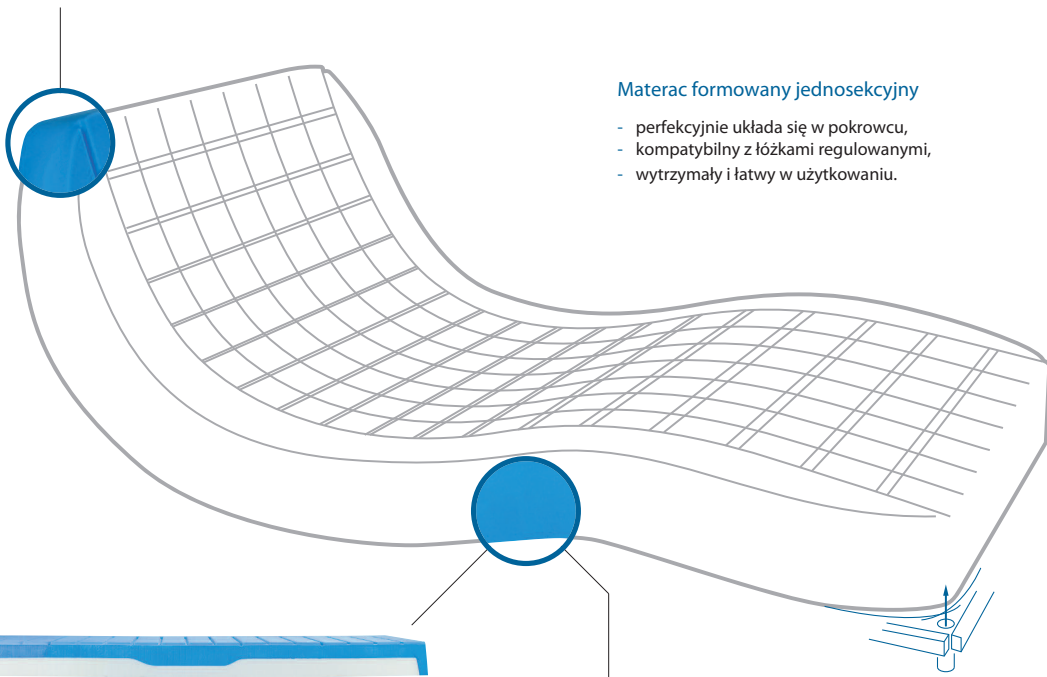 Materac formowany jednosekcyjny
- perfekcyjnie układa się w pokrowcu,
- kompatybilny z łóżkami regulowanymi,
- wytrzymały i łatwy w użytkowaniu.